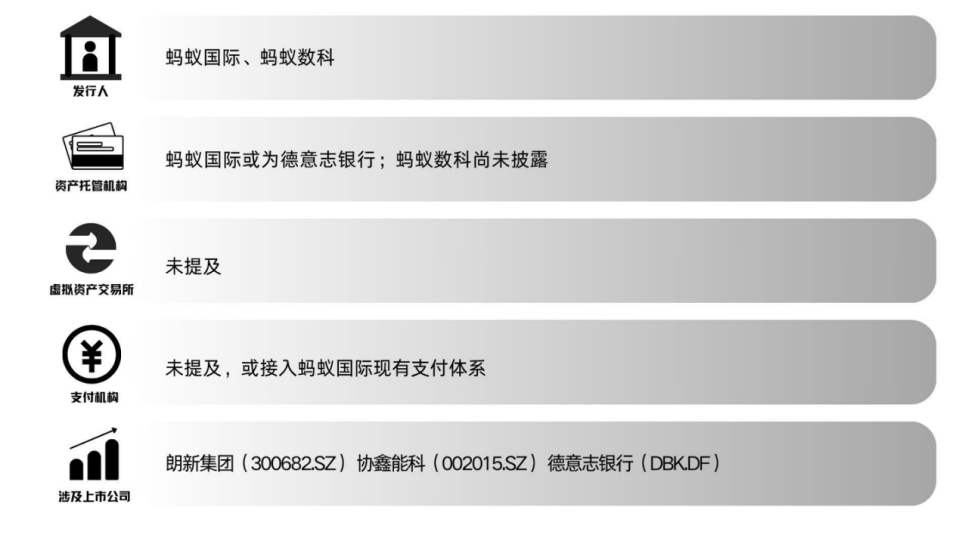 发行人
蚂蚁国际、蚂蚁数科
资产托管机构
蚂蚁国际或为德意志银行；蚂蚁数科尚未披露
虚拟资产交易所
未提及
支付机构
未提及，或接入蚂蚁国际现有支付体系
涉及上市公司
朗新集团（300682.SZ）协鑫能科（002015.SZ）德意志银行（DBK.DF）